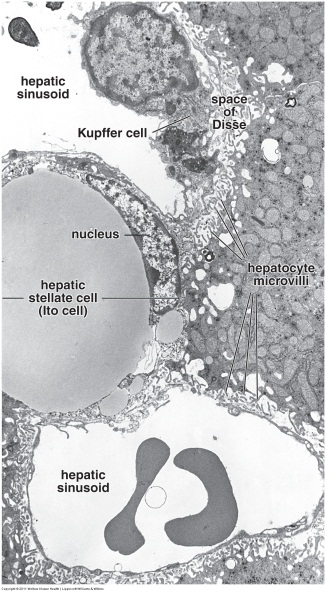 hepatic
sinusoid
space
of
Disse
Kupffer cell
nucleus
hepatocyte
microvilli
hepatic
stellate cell
(Ito cell)
hepatic
sinusoid
Copyright © 2011 Wolters Kluwer Health | Lippincott Williams & Wilkins